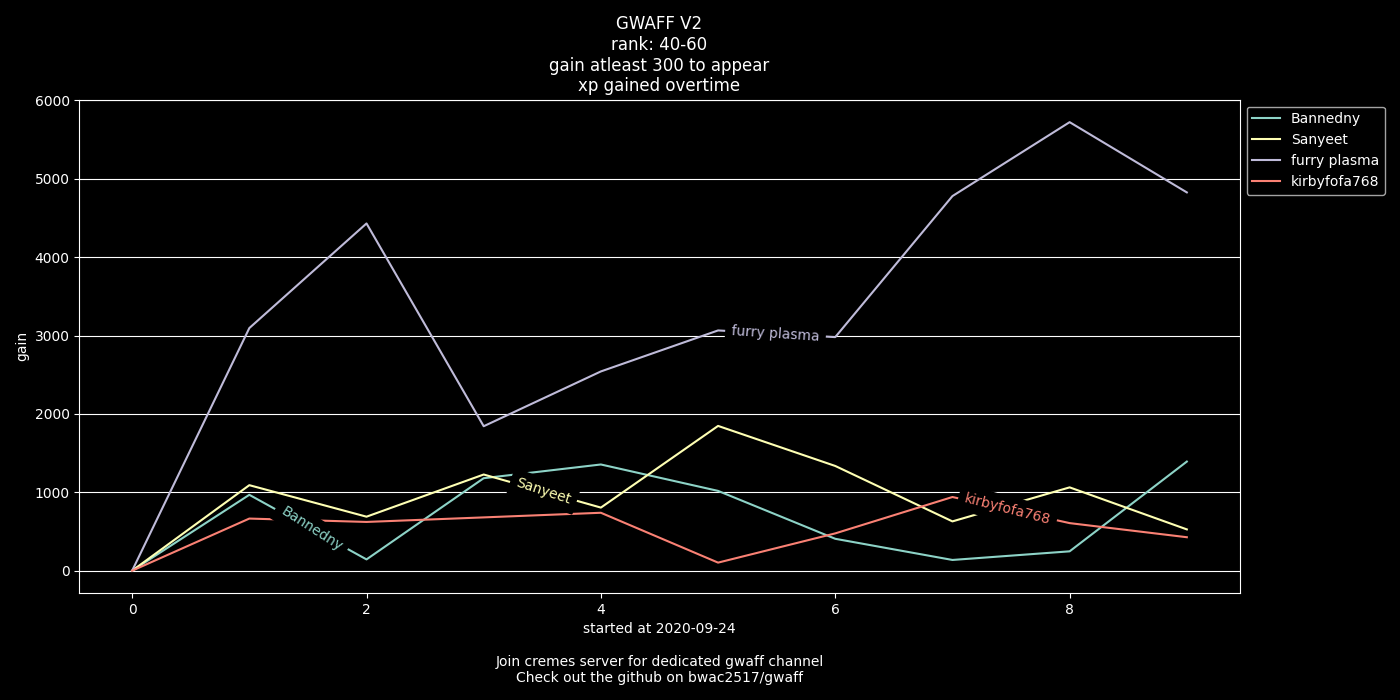 GWAFF V2
rank: 40-60
gain atleast 300 to appear
xp gained overtime
6000
5000
4000
3000
2000
1000
0
gain
Bannedny
Sanyeet
furry plasma
kirbyfofa768
furry plasma
Sanyeet
Bannedny
kirbyfofa768
0 2 4 6 8
started at 2020-09-24
Join cremes server for dedicated gwaff channel
Check out the github on bwac2517/gwaff